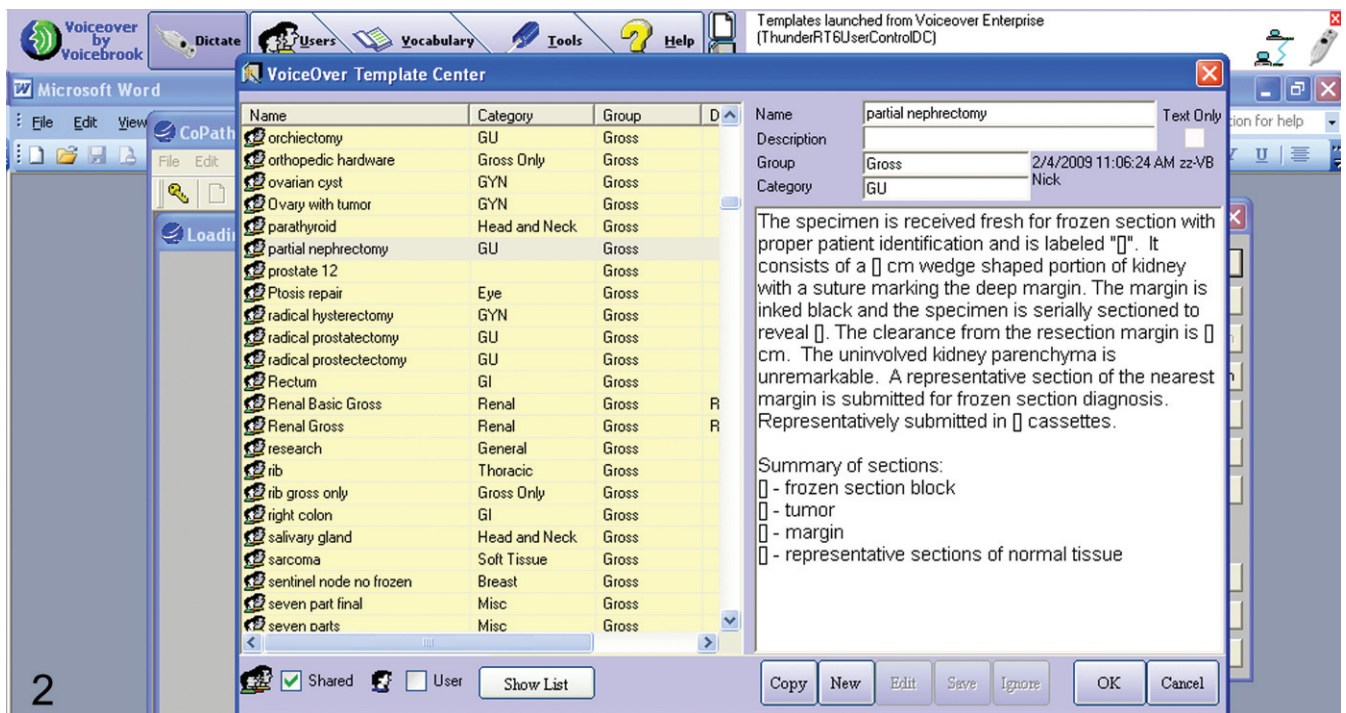 Voiceover
by
Voicebrook
Dictate
Users
Vocabulary
Tools
Help
Templates launched from Voiceover Enterprise
(ThunderRT6UserControlDC)
Microsoft Word
File Edit View
CoPath
File Edit
Loadi
tion for help
VoiceOver Template Center
Name Category Group D
orchiectomy GU Gross
orthopedic hardware Gross Only Gross
ovarian cyst GYN Gross
Ovary with tumor GYN Gross
parathyroid Head and Neck Gross
partial nephrectomy GU Gross
prostate 12 Gross
Ptosis repair Eye Gross
radical hysterectomy GYN Gross
radical prostatectomy GU Gross
radical prostectectomy GU Gross
Rectum GI Gross
Renal Basic Gross Renal Gross R
Renal Gross Renal Gross R
research General Gross
rib Thoracic Gross
rib gross only Gross Only Gross
right colon GI Gross
salivary gland Head and Neck Gross
sarcoma Soft Tissue Gross
sentinel node no frozen Breast Gross
seven part final Misc Gross
seven parts Misc Gross
Name partial nephrectomy Text Only
Description
Group Gross 2/4/2009 11:06:24 AM zz-VB
Nick
Category GU
The specimen is received fresh for frozen section with
proper patient identification and is labeled "[]". It
consists of a [] cm wedge shaped portion of kidney
with a suture marking the deep margin. The margin is
inked black and the specimen is serially sectioned to
reveal []. The clearance from the resection margin is []
cm. The uninvolved kidney parenchyma is
unremarkable. A representative section of the nearest
margin is submitted for frozen section diagnosis.
Representatively submitted in [] cassettes.
Summary of sections:
[] - frozen section block
[] - tumor
[] - margin
[] - representative sections of normal tissue
Shared User Show List
Copy New Edit Save Ignore OK Cancel
2